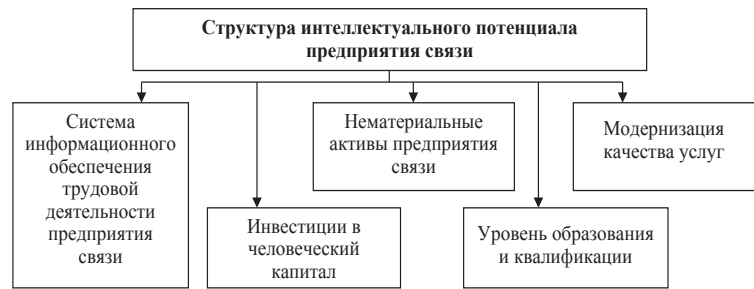 Структура интеллектуального потенциала
предприятия связи
Система
информационного
обеспечения
трудовой
деятельности
предприятия
связи
Инвестиции в
человеческий
капитал
Нематериальные
активы предприятия
связи
Уровень образования
и квалификации
Модернизация
качества услуг